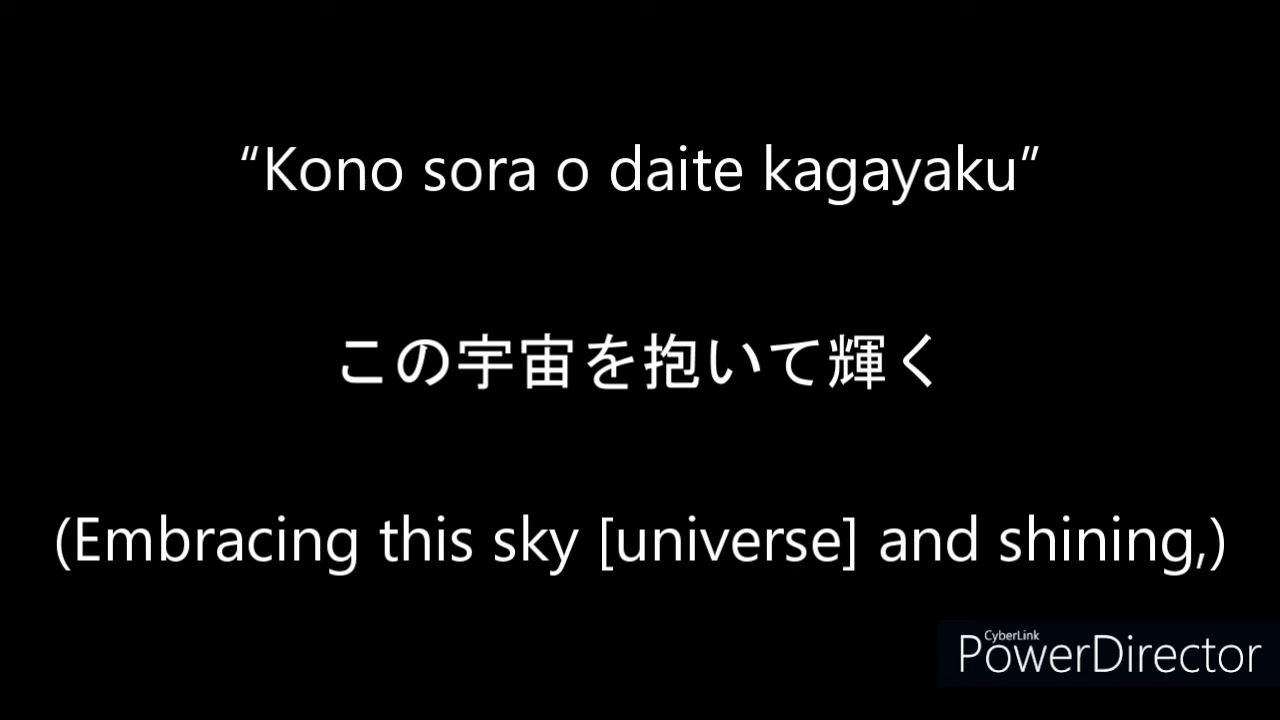 “Kono sora o daite kagayaku”
この宇宙を抱いて輝く
(Embracing this sky [universe] and shining,)
CyberLink
PowerDirector